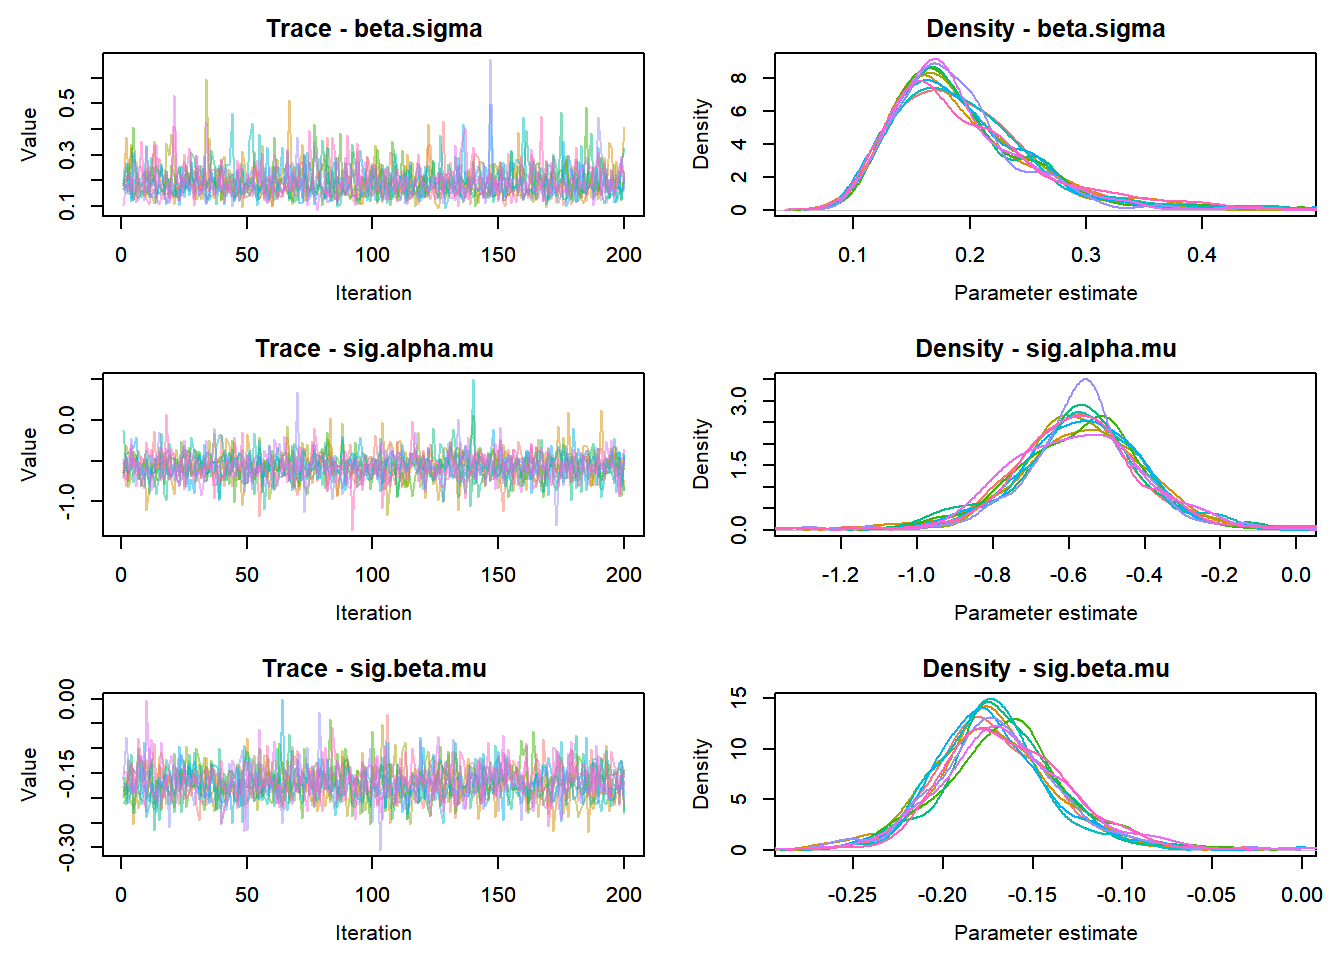 Trace - beta.sigma
Value
0.1 0.3 0.5
0 50 100 150 200
Iteration
Density - beta.sigma
Density
0 2 4 6 8
0.1 0.2 0.3 0.4
Parameter estimate
Trace - sig.alpha.mu
Value
-1.0 0.0
0 50 100 150 200
Iteration
Density - sig.alpha.mu
Density
0.0 1.5 3.0
-1.2 -1.0 -0.8 -0.6 -0.4 -0.2 0.0
Parameter estimate
Trace - sig.beta.mu
Value
-0.30 -0.15 0.00
0 50 100 150 200
Iteration
Density - sig.beta.mu
Density
0 5 10 15
-0.25 -0.20 -0.15 -0.10 -0.05 0.00
Parameter estimate